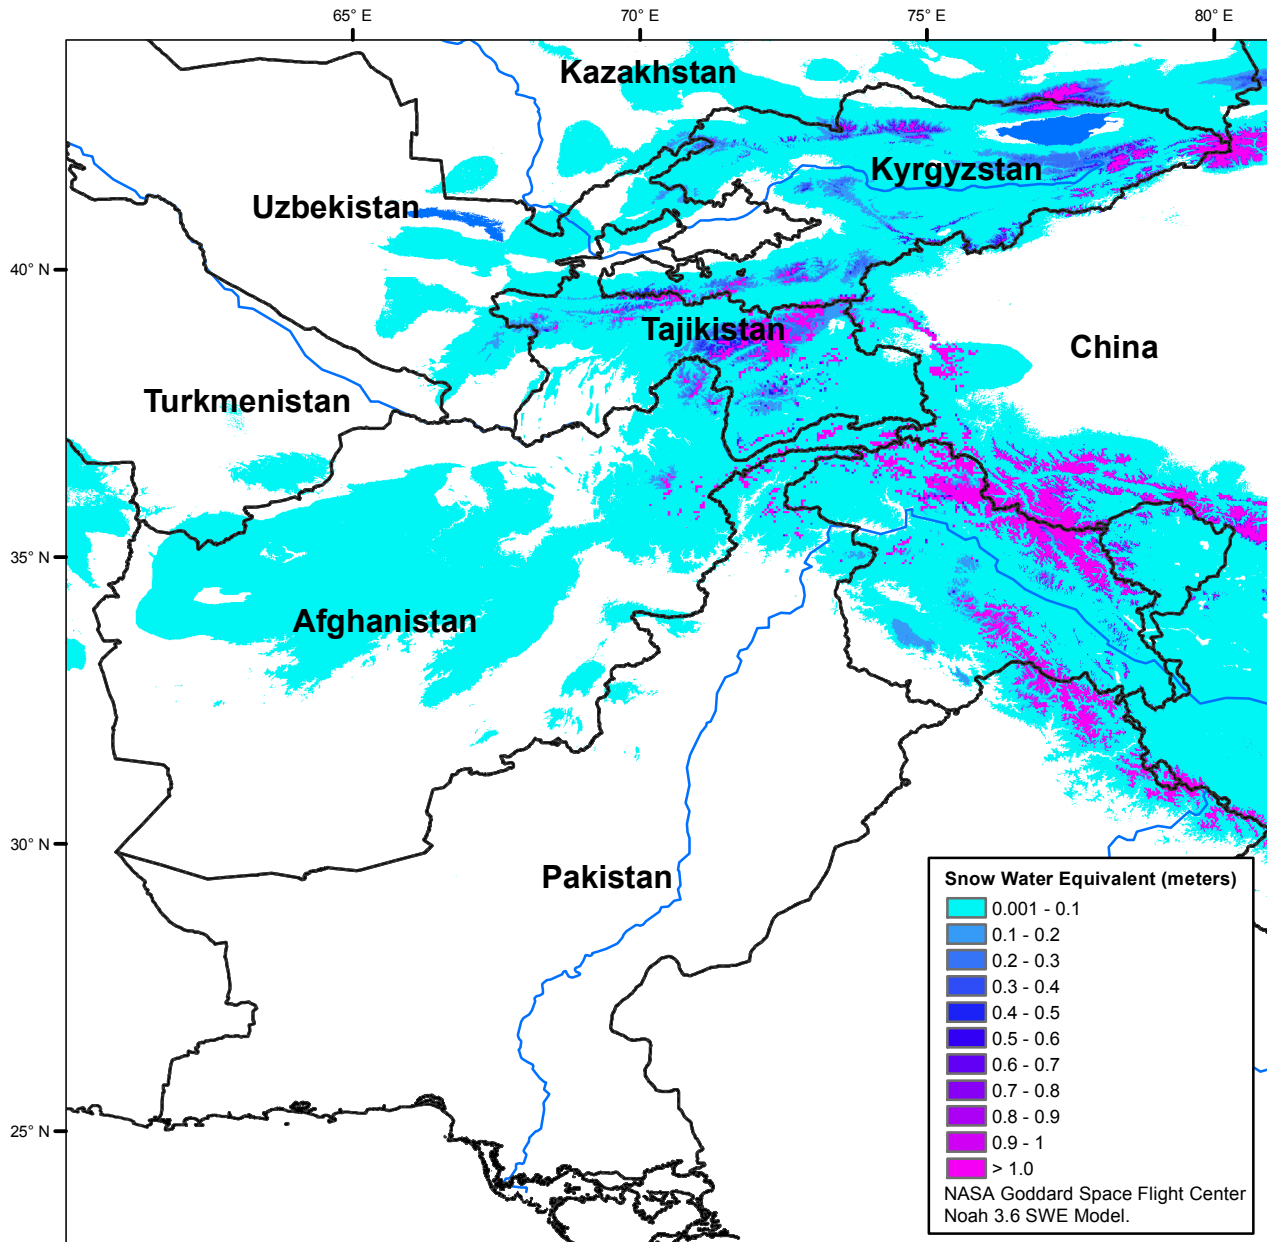 65° E
70° E
75° E
80° E
Kazakhstan
Kyrgyzstan
Uzbekistan
40° N
Tajikistan
China
Turkmenistan
35° N
Afghanistan
30° N
Pakistan
25° N
Snow Water Equivalent (meters)
0.001 - 0.1
0.1 - 0.2
0.2 - 0.3
0.3 - 0.4
0.4 - 0.5
0.5 - 0.6
0.6 - 0.7
0.7 - 0.8
0.8 - 0.9
0.9 - 1
> 1.0
NASA Goddard Space Flight Center
Noah 3.6 SWE Model.